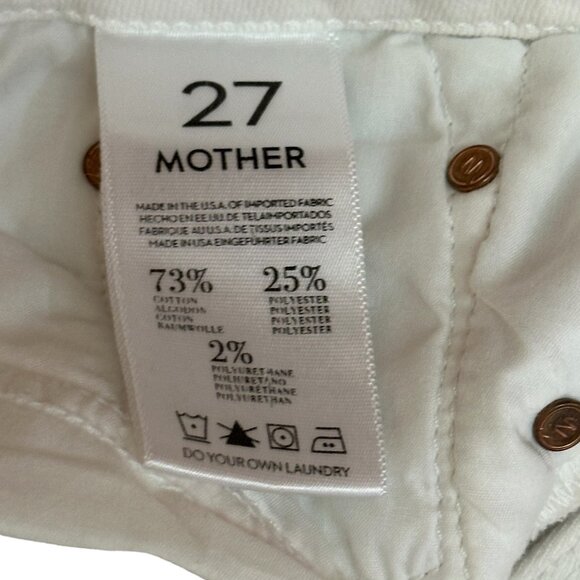 27
MOTHER
MADE IN THE U.S.A. OF IMPORTED FABRIC
HECHO EN EE.UU. DE TELA IMPORTADOS
FABRIQUE AU U.S.A. DE TISSUS IMPORTÉS
MADE IN USA EINGEFÜHRTER FABRIC
73% 25%
COTTON POLYESTER
ALGODON POLYESTER
COTON POLYESTER
BAUMWOLLE POLYESTER
2%
POLYURETHANE
POLIURETANO
POLYURETHANE
POLYURETHAN
DO YOUR OWN LAUNDRY